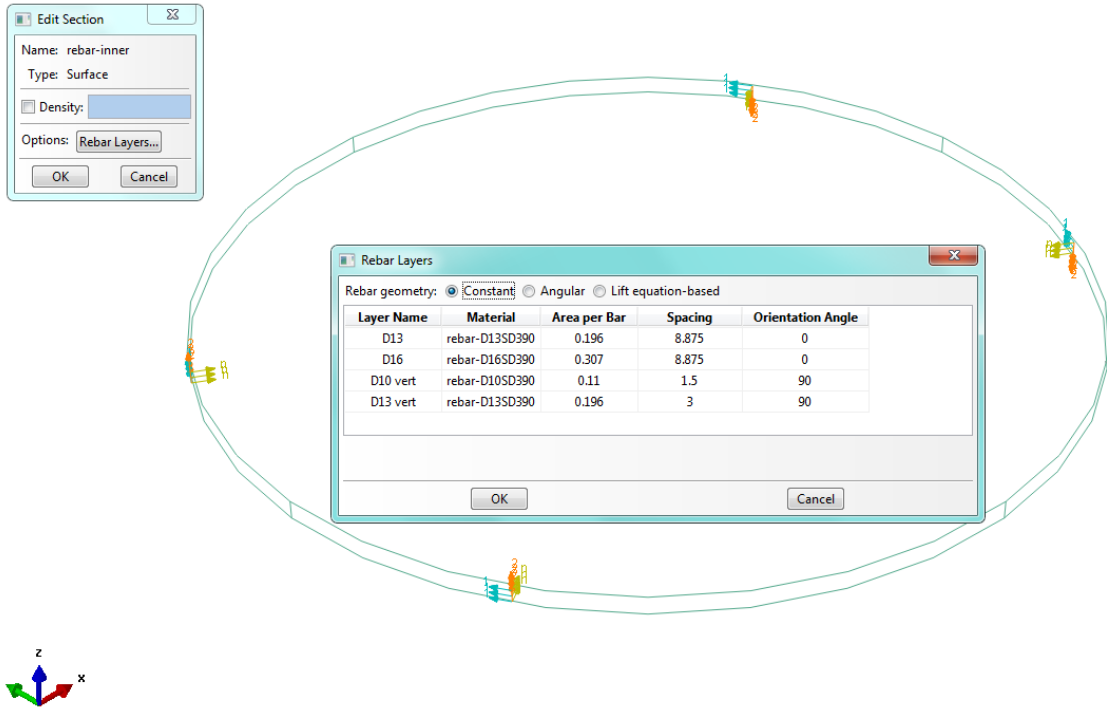 Edit Section
Name: rebar-inner
Type: Surface
Density:
Options: Rebar Layers...
OK Cancel
Rebar Layers
Rebar geometry: Constant Angular Lift equation-based
Layer Name Material Area per Bar Spacing Orientation Angle
D13 rebar-D13SD390 0.196 8.875 0
D16 rebar-D16SD390 0.307 8.875 0
D10 vert rebar-D10SD390 0.11 1.5 90
D13 vert rebar-D13SD390 0.196 3 90
OK Cancel
z
x